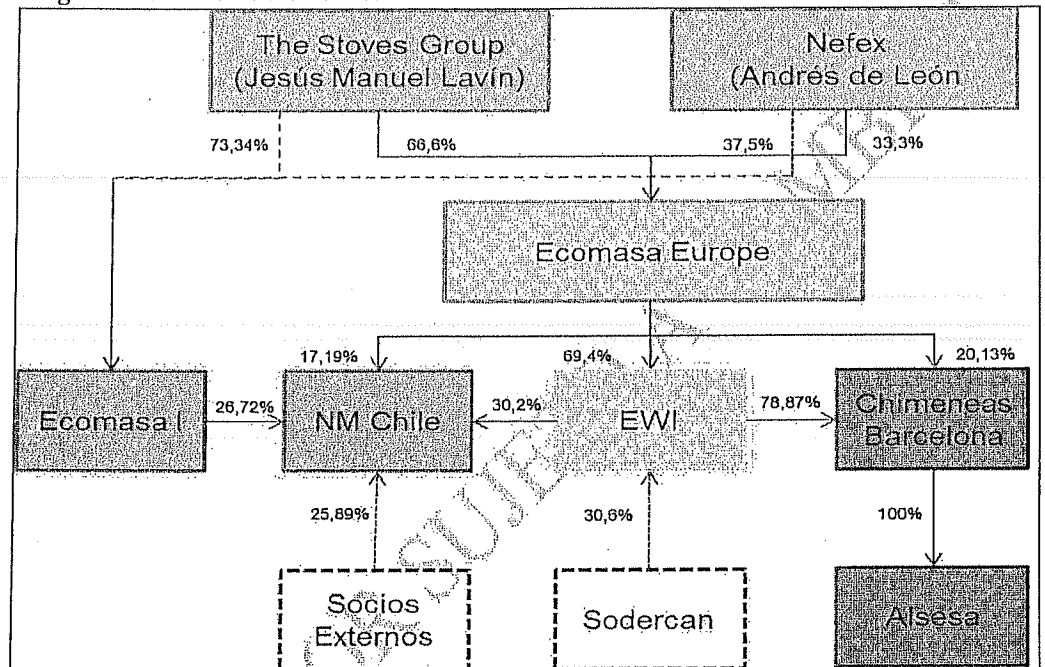 The Stoves Group
(Jesús Manuel Lavín)
Nefex
(Andrés de León
73,34%
66,6%
37,5%
33,3%
Ecomasa Europe
17,19%
69,4%
20,13%
Ecomasa I
26,72%
NM Chile
30,2%
EWI
78,87%
Chimeneas
Barcelona
25,89%
30,6%
100%
Socios
Externos
Sodercan
Alsesa